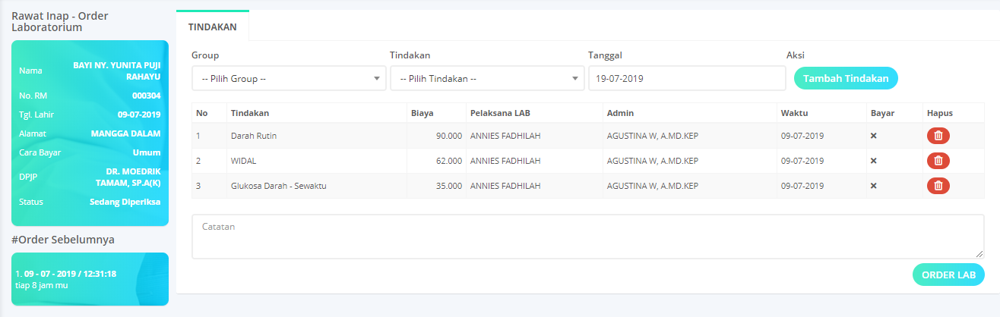 Rawat Inap - Order
Laboratorium
Nama BAYI NY. YUNITA PUJI
RAHAYU
No. RM 000304
Tgl. Lahir 09-07-2019
Alamat MANGGA DALAM
Cara Bayar Umum
DPJP DR. MOEDRIK
TAMAM, SP.A(K)
Status Sedang Diperiksa
#Order Sebelumnya
1. 09 - 07 - 2019 / 12:31:18
tiap 8 jam mu
TINDAKAN
Group Tindakan Tanggal Aksi
-- Pilih Group -- -- Pilih Tindakan -- 19-07-2019 Tambah Tindakan
No Tindakan Biaya Pelaksana LAB Admin Waktu Bayar Hapus
1 Darah Rutin 90.000 ANNIES FADHILAH AGUSTINA W, A.MD.KEP 09-07-2019
2 WIDAL 62.000 ANNIES FADHILAH AGUSTINA W, A.MD.KEP 09-07-2019
3 Glukosa Darah - Sewaktu 35.000 ANNIES FADHILAH AGUSTINA W, A.MD.KEP 09-07-2019
Catatan
ORDER LAB